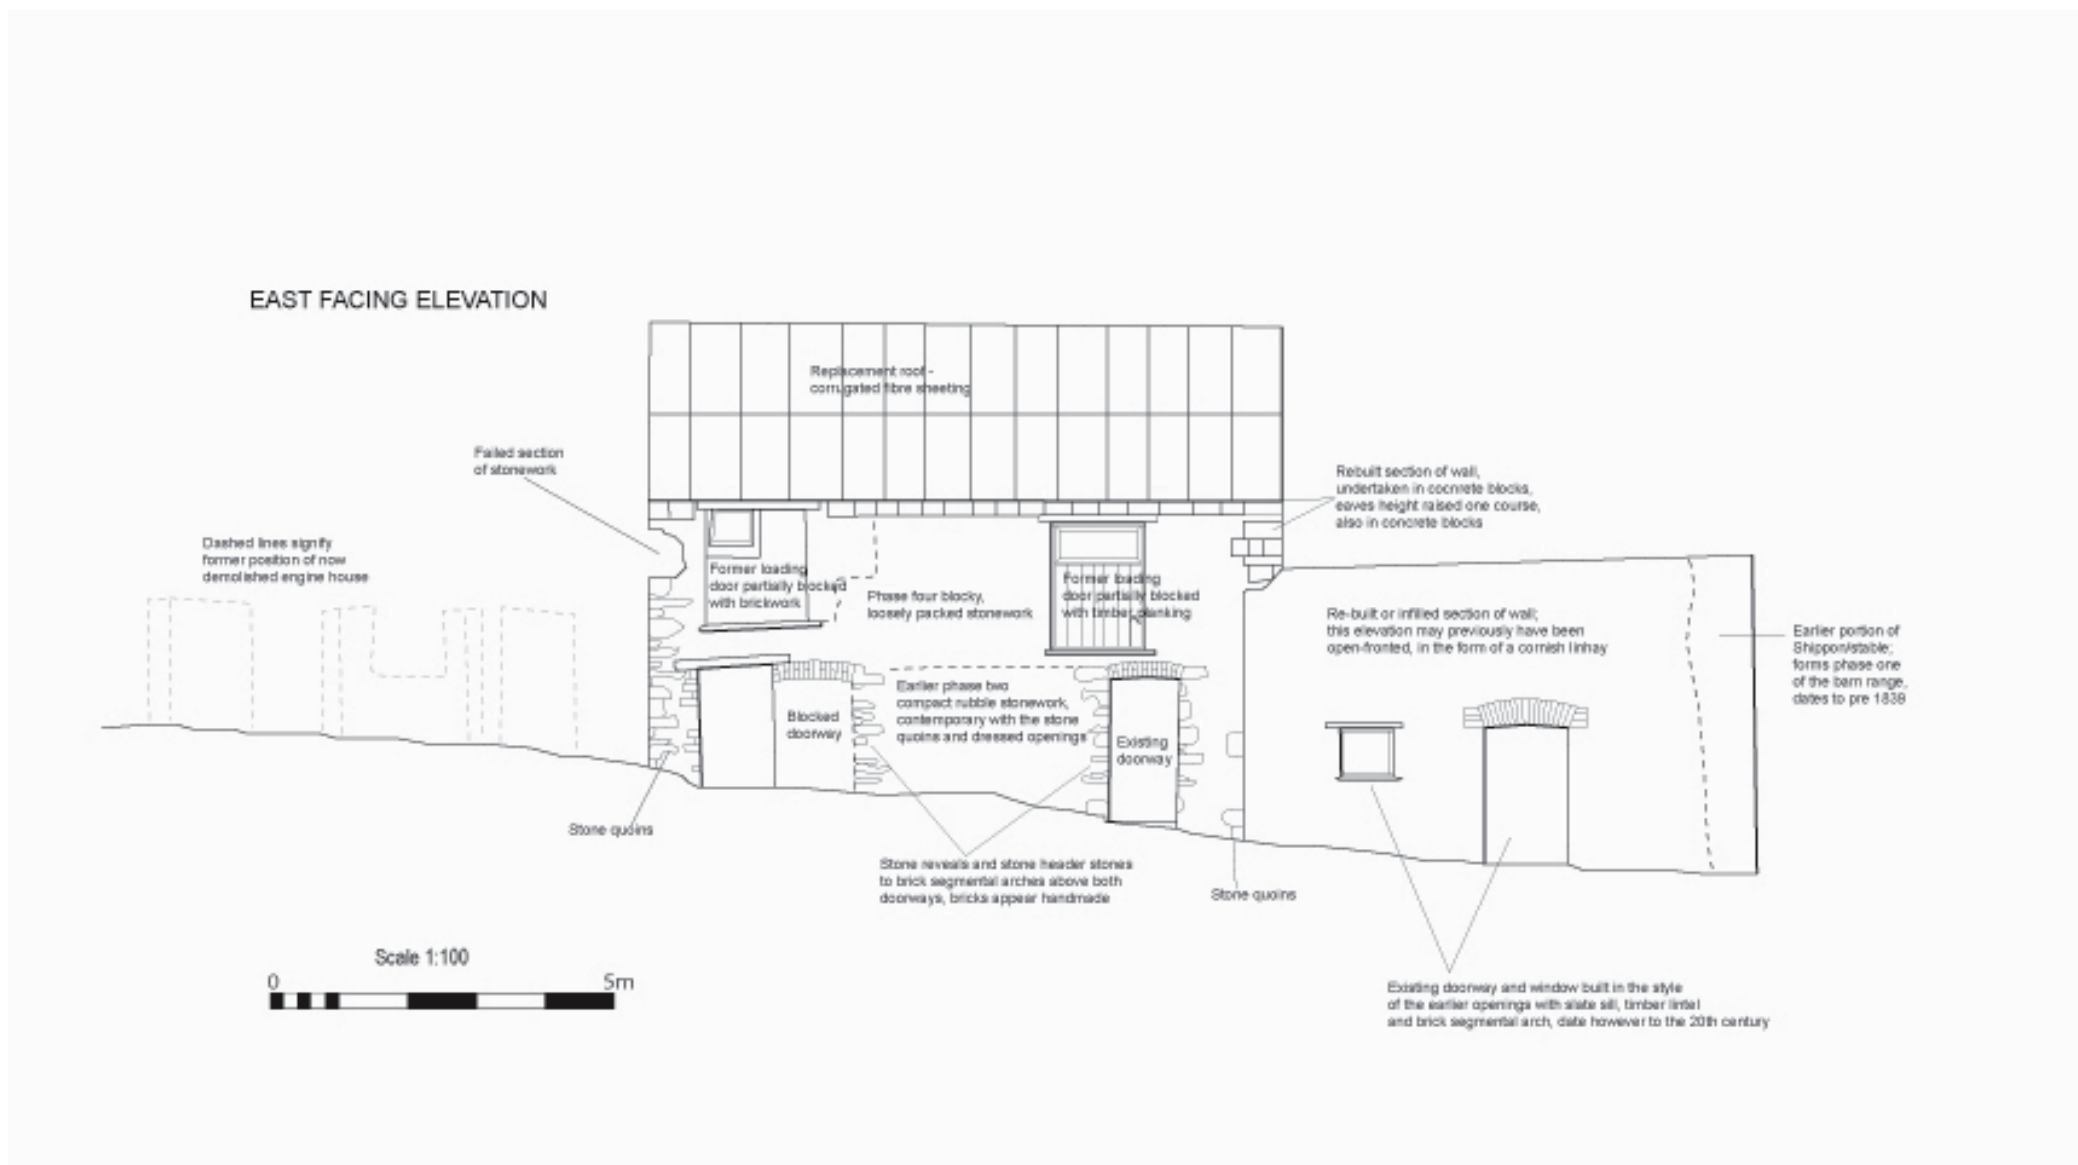 EAST FACING ELEVATION
Replacement roof -
corrugated fibre sheeting
Failed section
of stonework
Rebuilt section of wall,
undertaken in cocnrete blocks,
eaves height raised one course,
also in concrete blocks
Dashed lines signify
former position of now
demolished engine house
Former loading
door partially blocked
with brickwork
Phase four blocky,
loosely packed stonework
Former loading
door partially blocked
with timber planking
Re-built or infilled section of wall;
this elevation may previously have been
open-fronted, in the form of a cornish linhay
Earlier portion of
Shippon/stable;
forms phase one
of the barn range,
dates to pre 1839
Earlier phase two
compact rubble stonework,
contemporary with the stone
quoins and dressed openings
Blocked
doorway
Existing
doorway
Stone quoins
Stone reveals and stone header stones
to brick segmental arches above both
doorways, bricks appear handmade
Stone quoins
Existing doorway and window built in the style
of the earlier openings with slate sill, timber lintel
and brick segmental arch, date however to the 20th century
Scale 1:100
0 5m